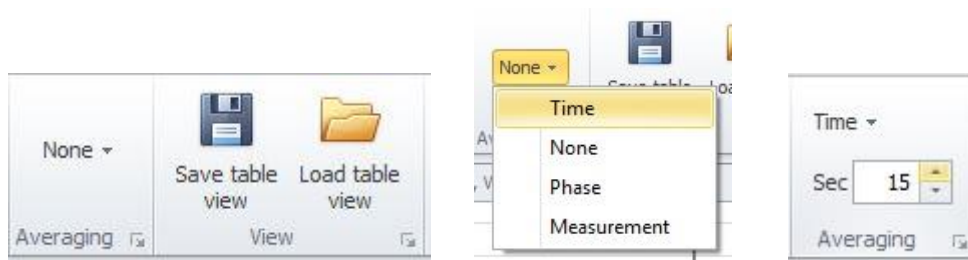 None
Save table
view
Load table
view
Averaging
View
None
Time
None
Phase
Measurement
Time
Sec 15
Averaging